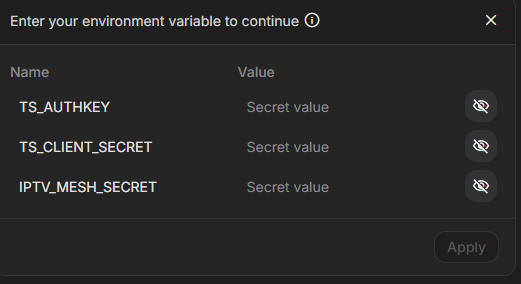 Enter your environment variable to continue
Name Value
TS_AUTHKEY Secret value
TS_CLIENT_SECRET Secret value
IPTV_MESH_SECRET Secret value
Apply